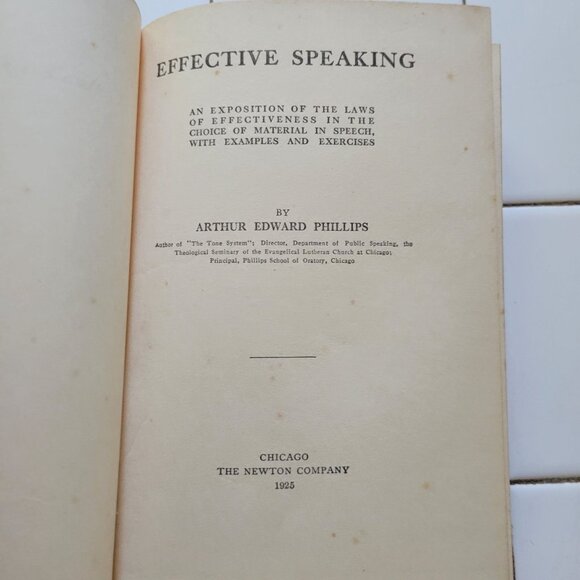 EFFECTIVE SPEAKING
AN EXPOSITION OF THE LAWS
OF EFFECTIVENESS IN THE
CHOICE OF MATERIAL IN SPEECH,
WITH EXAMPLES AND EXERCISES
BY
ARTHUR EDWARD PHILLIPS
Author of "The Tone System"; Director, Department of Public Speaking, the
Theological Seminary of the Evangelical Lutheran Church at Chicago;
Principal, Phillips School of Oratory, Chicago
CHICAGO
THE NEWTON COMPANY
1925